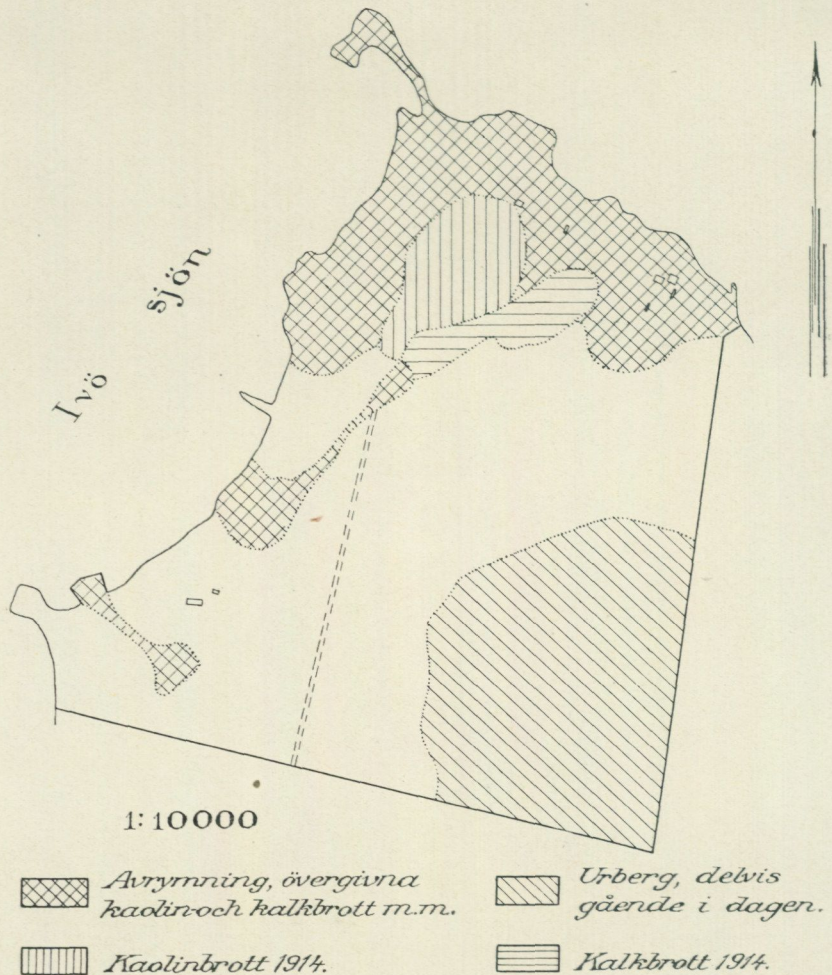 Ivö sjön
1:10000
Avrymning, övergivna
kaolin-och kalkbrott m.m.
Urberg, delvis
gående i dagen.
Kaolinbrott 1914.
Kalkbrott 1914.